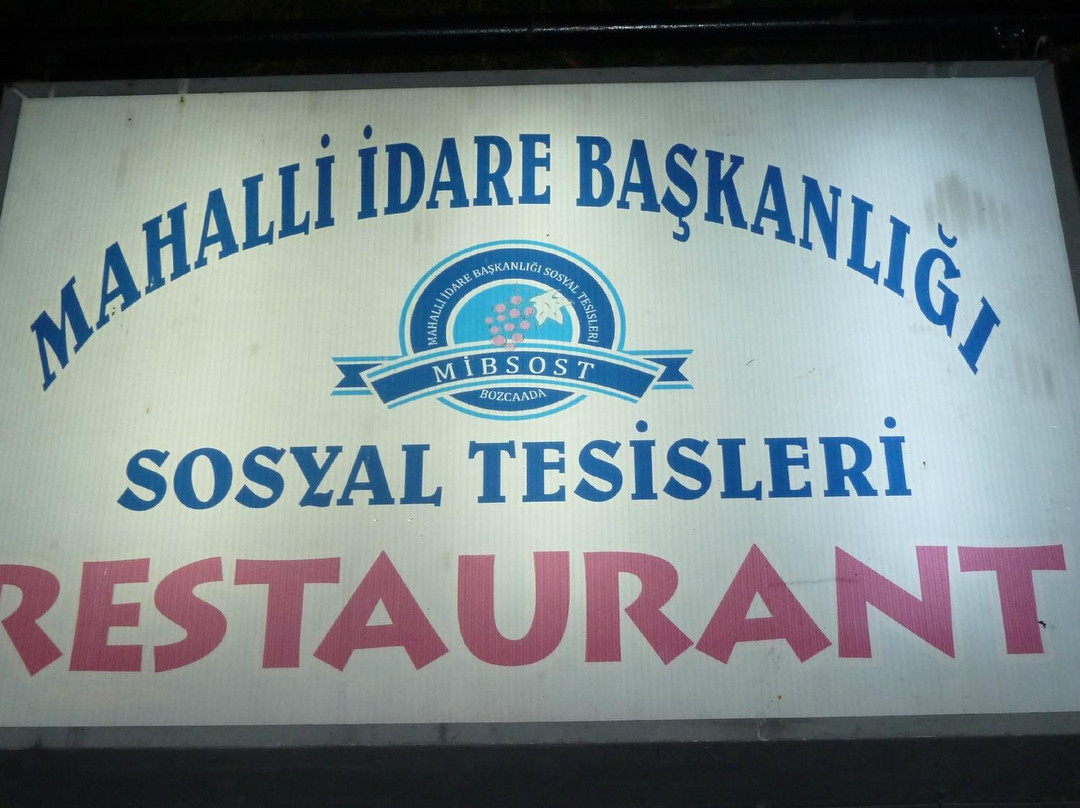 MAHALLİ İDARE BAŞKANLIĞI
MAHALLİ İDARE BAŞKANLIĞI SOSYAL TESİSLERİ
MİBSOST
BOZCAADA
SOSYAL TESİSLERİ
RESTAURANT